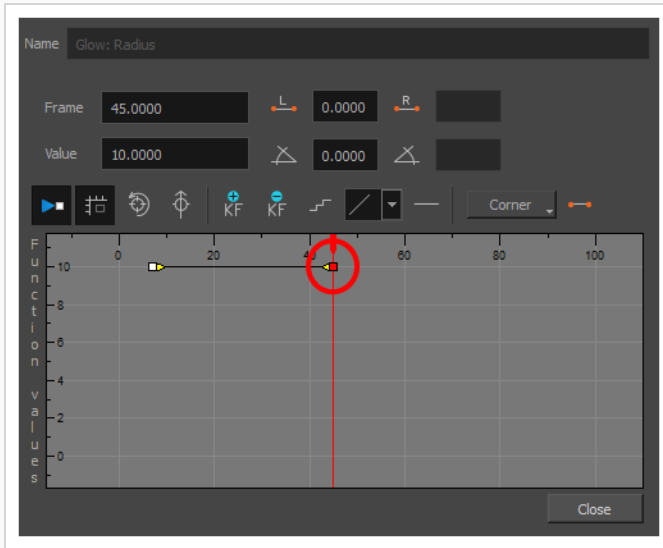 Name Glow: Radius
Frame 45.0000 L 0.0000 R
Value 10.0000 0.0000
KF KF Corner
Function values
0 20 40 60 80 100
10
8
6
4
2
0
Close